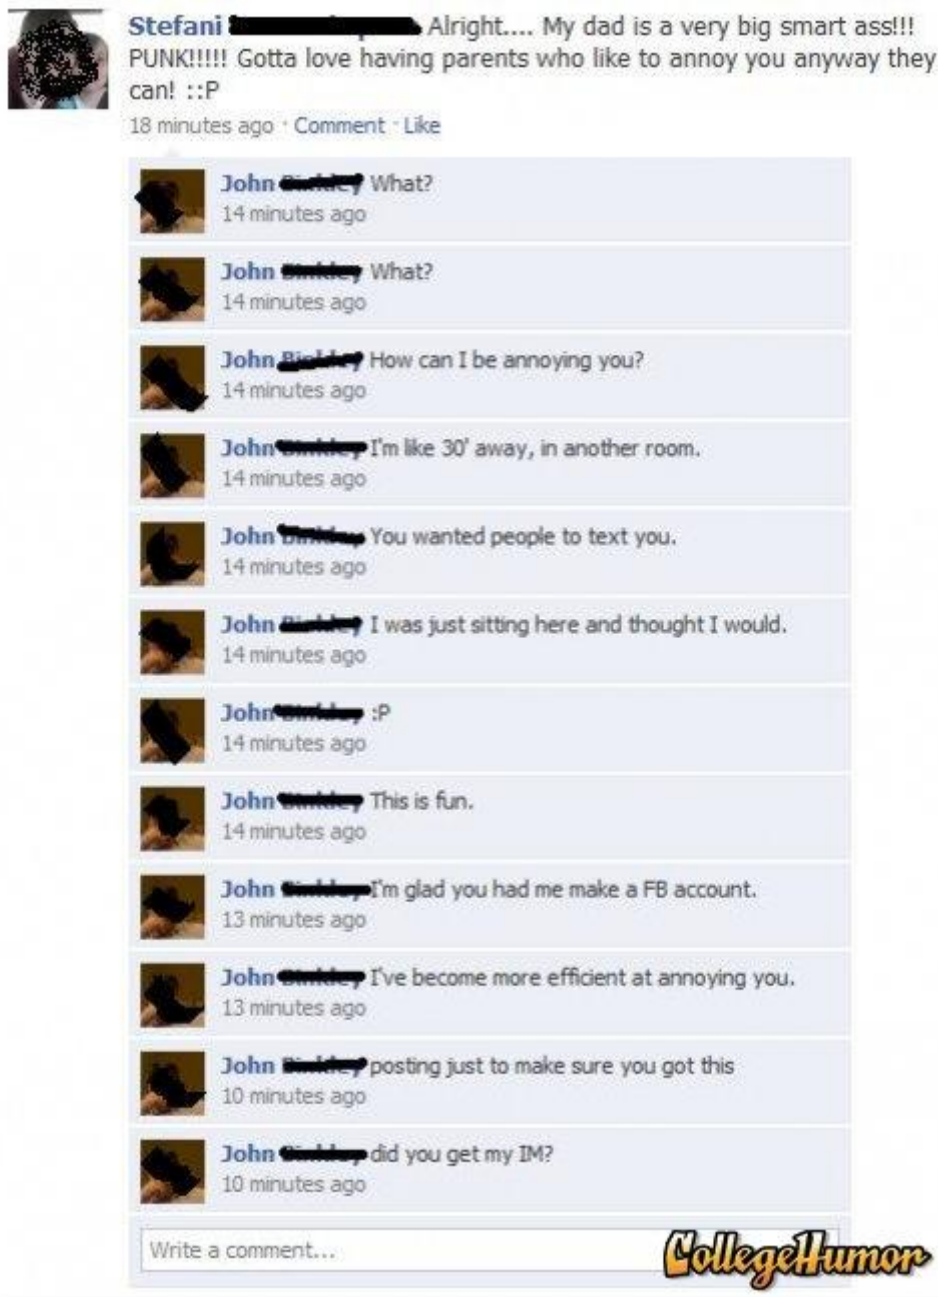 Stefani Alright.... My dad is a very big smart ass!!!
PUNK!!!!! Gotta love having parents who like to annoy you anyway they
can! ::P
18 minutes ago · Comment · Like
John What?
14 minutes ago
John What?
14 minutes ago
John How can I be annoying you?
14 minutes ago
John I'm like 30' away, in another room.
14 minutes ago
John You wanted people to text you.
14 minutes ago
John I was just sitting here and thought I would.
14 minutes ago
John :P
14 minutes ago
John This is fun.
14 minutes ago
John I'm glad you had me make a FB account.
13 minutes ago
John I've become more efficient at annoying you.
13 minutes ago
John posting just to make sure you got this
10 minutes ago
John did you get my IM?
10 minutes ago
Write a comment...
CollegeHumor